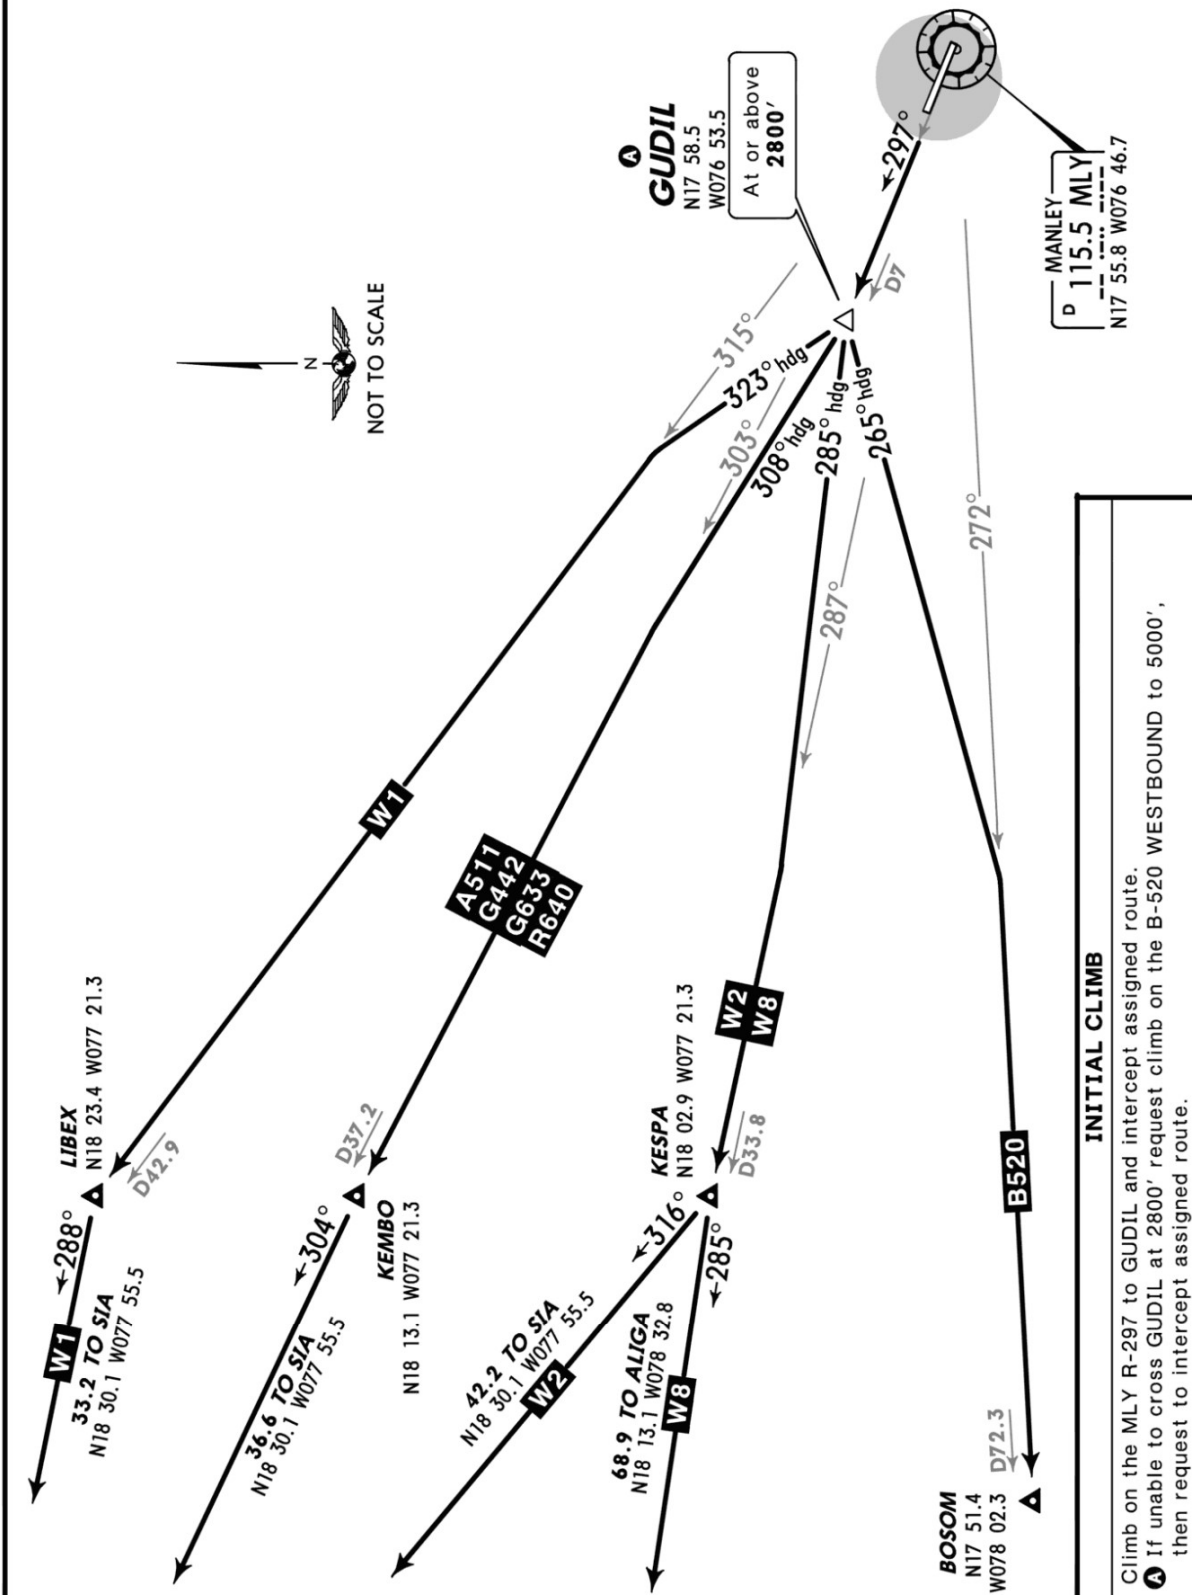 LIBEX
N18 23.4 W077 21.3
D42.9
288°
W1
33.2 TO SIA
N18 30.1 W077 55.5
W1
NOT TO SCALE
N
A
GUDIL
N17 58.5
W076 53.5
At or above
2800'
297°
D7
MANLEY
D 115.5 MLY
N17 55.8 W076 46.7
315°
323° hdg
303°
308° hdg
285° hdg
265° hdg
287°
272°
A511
G442
G633
R640
D37.2
KEMBO
N18 13.1 W077 21.3
304°
36.6 TO SIA
N18 30.1 W077 55.5
KESPA
N18 02.9 W077 21.3
D33.8
W2
W8
316°
285°
42.2 TO SIA
N18 30.1 W077 55.5
W2
68.9 TO ALIGA
N18 13.1 W078 32.8
W8
B520
D72.3
BOSOM
N17 51.4
W078 02.3
INITIAL CLIMB
Climb on the MLY R-297 to GUDIL and intercept assigned route.
A If unable to cross GUDIL at 2800' request climb on the B-520 WESTBOUND to 5000',
then request to intercept assigned route.